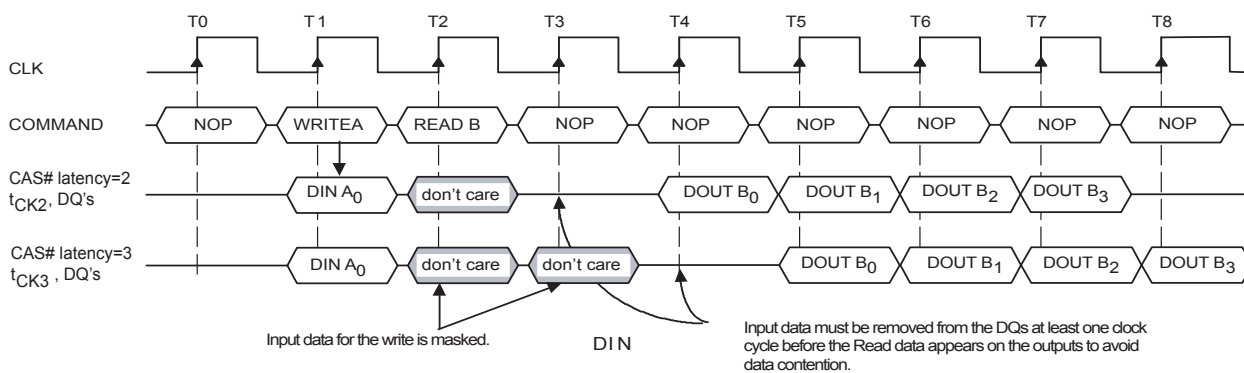 T0 T1 T2 T3 T4 T5 T6 T7 T8
CLK
COMMAND NOP WRITEA READ B NOP NOP NOP NOP NOP NOP
CAS# latency=2
tCK2, DQ's DIN A0 don't care DOUT B0 DOUT B1 DOUT B2 DOUT B3
CAS# latency=3
tCK3 , DQ's DIN A0 don't care don't care DOUT B0 DOUT B1 DOUT B2 DOUT B3
Input data for the write is masked.
DIN
Input data must be removed from the DQs at least one clock
cycle before the Read data appears on the outputs to avoid
data contention.